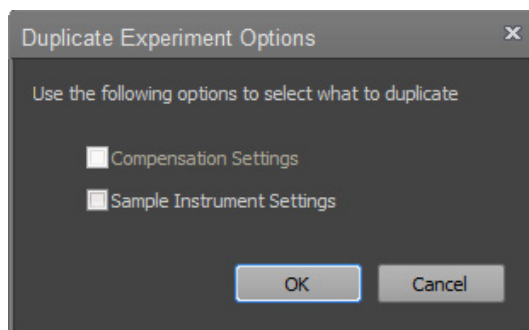 Duplicate Experiment Options
Use the following options to select what to duplicate
Compensation Settings
Sample Instrument Settings
OK Cancel